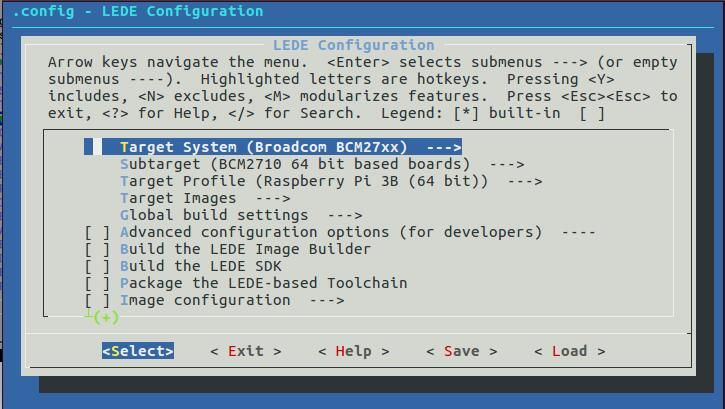 .config - LEDE Configuration
LEDE Configuration
Arrow keys navigate the menu.  <Enter> selects submenus ---> (or empty
submenus ----).  Highlighted letters are hotkeys.  Pressing <Y>
includes, <N> excludes, <M> modularizes features.  Press <Esc><Esc> to
exit, <?> for Help, </> for Search.  Legend: [*] built-in  [ ]
Target System (Broadcom BCM27xx)  --->
Subtarget (BCM2710 64 bit based boards)  --->
Target Profile (Raspberry Pi 3B (64 bit))  --->
Target Images  --->
Global build settings  --->
[ ] Advanced configuration options (for developers)  ----
[ ] Build the LEDE Image Builder
[ ] Build the LEDE SDK
[ ] Package the LEDE-based Toolchain
[ ] Image configuration  --->
(+)
<Select>    < Exit >    < Help >    < Save >    < Load >